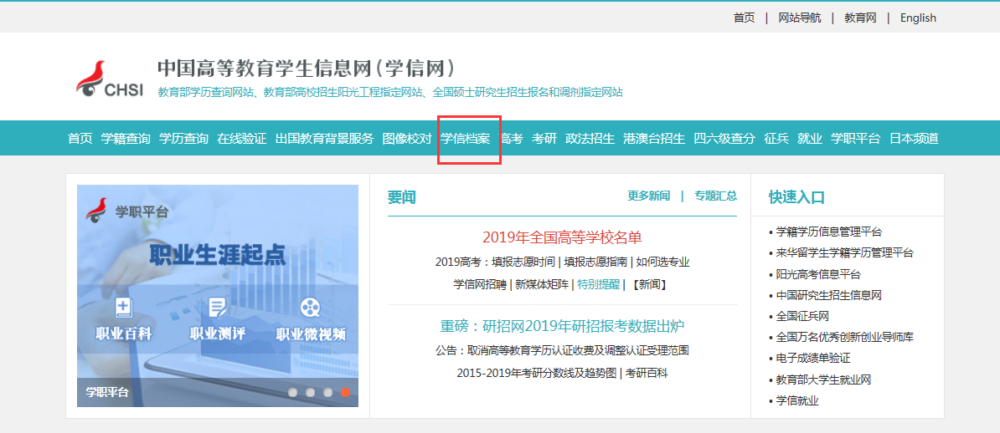 首页 | 网站导航 | 教育网 | English
中国高等教育学生信息网(学信网)
CHSI
教育部学历查询网站、教育部高校招生阳光工程指定网站、全国硕士研究生招生报名和调剂指定网站
首页 学籍查询 学历查询 在线验证 出国教育背景服务 图像校对 学信档案 高考 考研 政法招生 港澳台招生 四六级查分 征兵 就业 学职平台 日本频道
学职平台
职业生涯起点
职业百科 职业测评 职业微视频
学职平台
要闻 更多新闻 | 专题汇总
2019年全国高等学校名单
2019高考：填报志愿时间 | 填报志愿指南 | 如何选专业
学信网招聘 | 新媒体矩阵 | 特别提醒 | 【新闻】
重磅：研招网2019年研招报考数据出炉
公告：取消高等教育学历认证收费及调整认证受理范围
2015-2019年考研分数线及趋势图 | 考研百科
快速入口
• 学籍学历信息管理平台
• 来华留学生学籍学历管理平台
• 阳光高考信息平台
• 中国研究生招生信息网
• 全国征兵网
• 全国万名优秀创新创业导师库
• 电子成绩单验证
• 教育部大学生就业网
• 学信就业